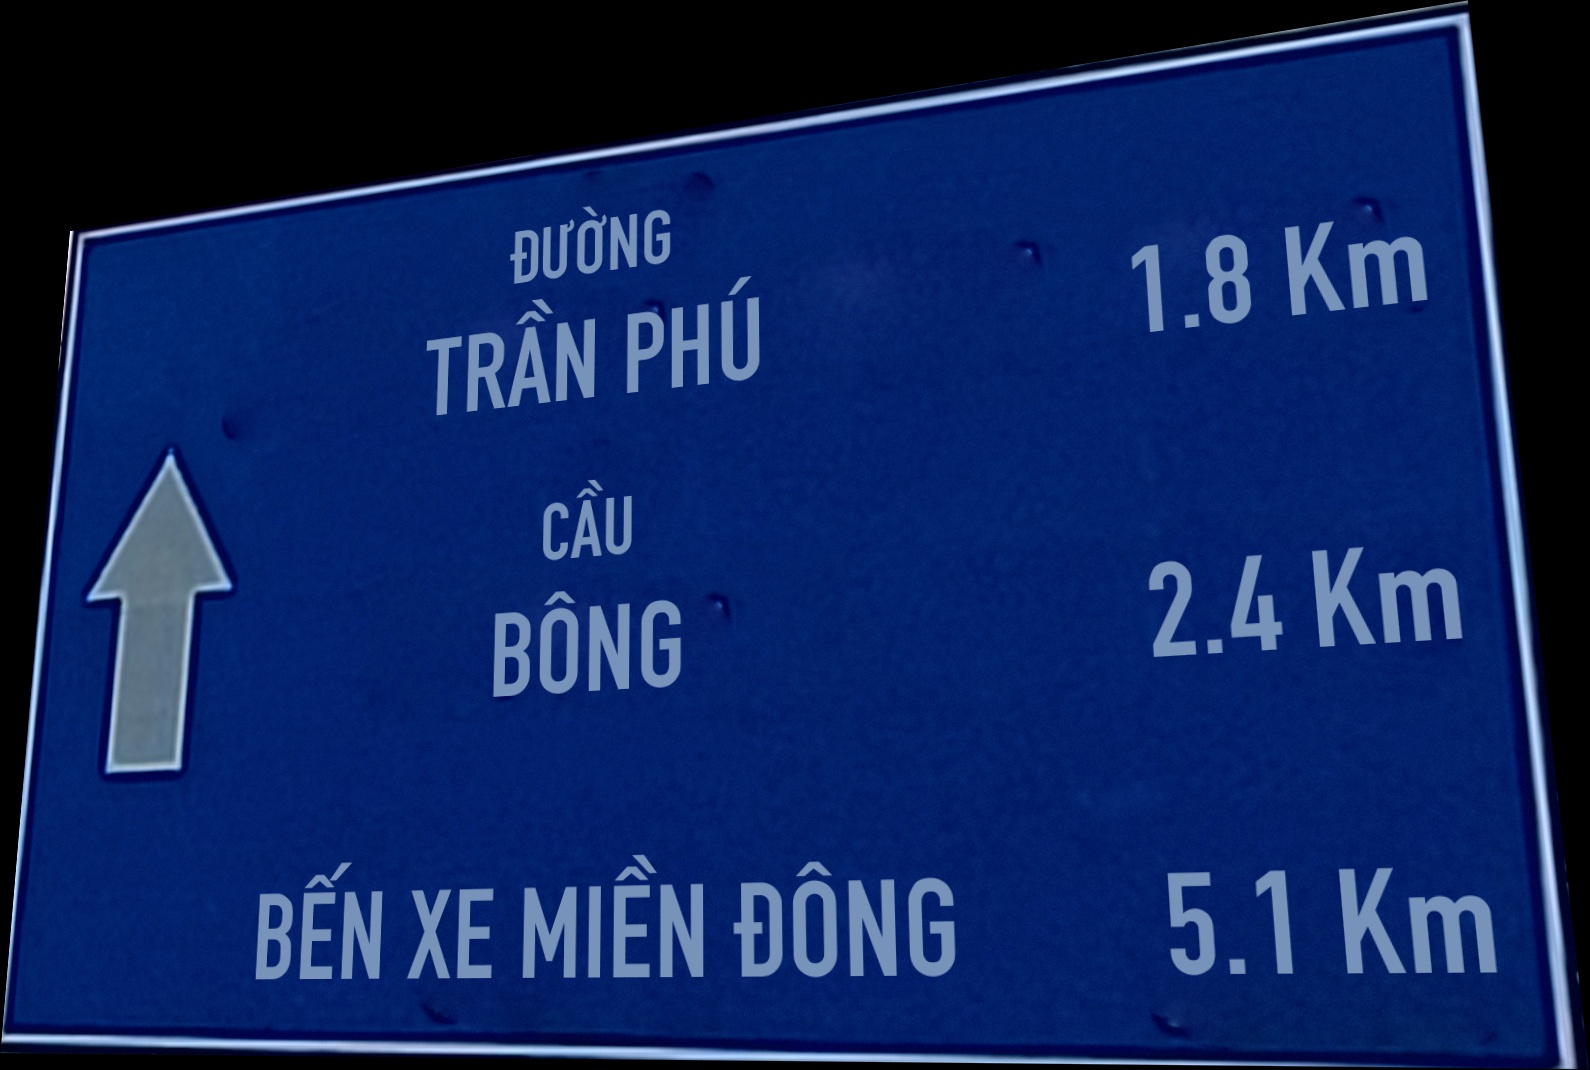 ĐƯỜNG
TRẦN PHÚ 1.8 Km
CẦU
BÔNG 2.4 Km
BẾN XE MIỀN ĐÔNG 5.1 Km